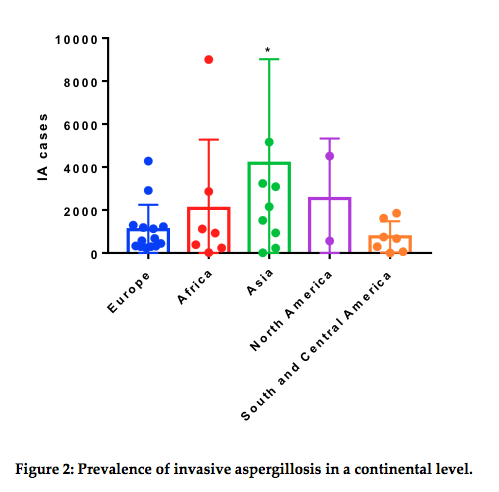 10000
8000
6000
4000
2000
0
IA cases
*
Europe
Africa
Asia
North America
South and Central America
Figure 2: Prevalence of invasive aspergillosis in a continental level.